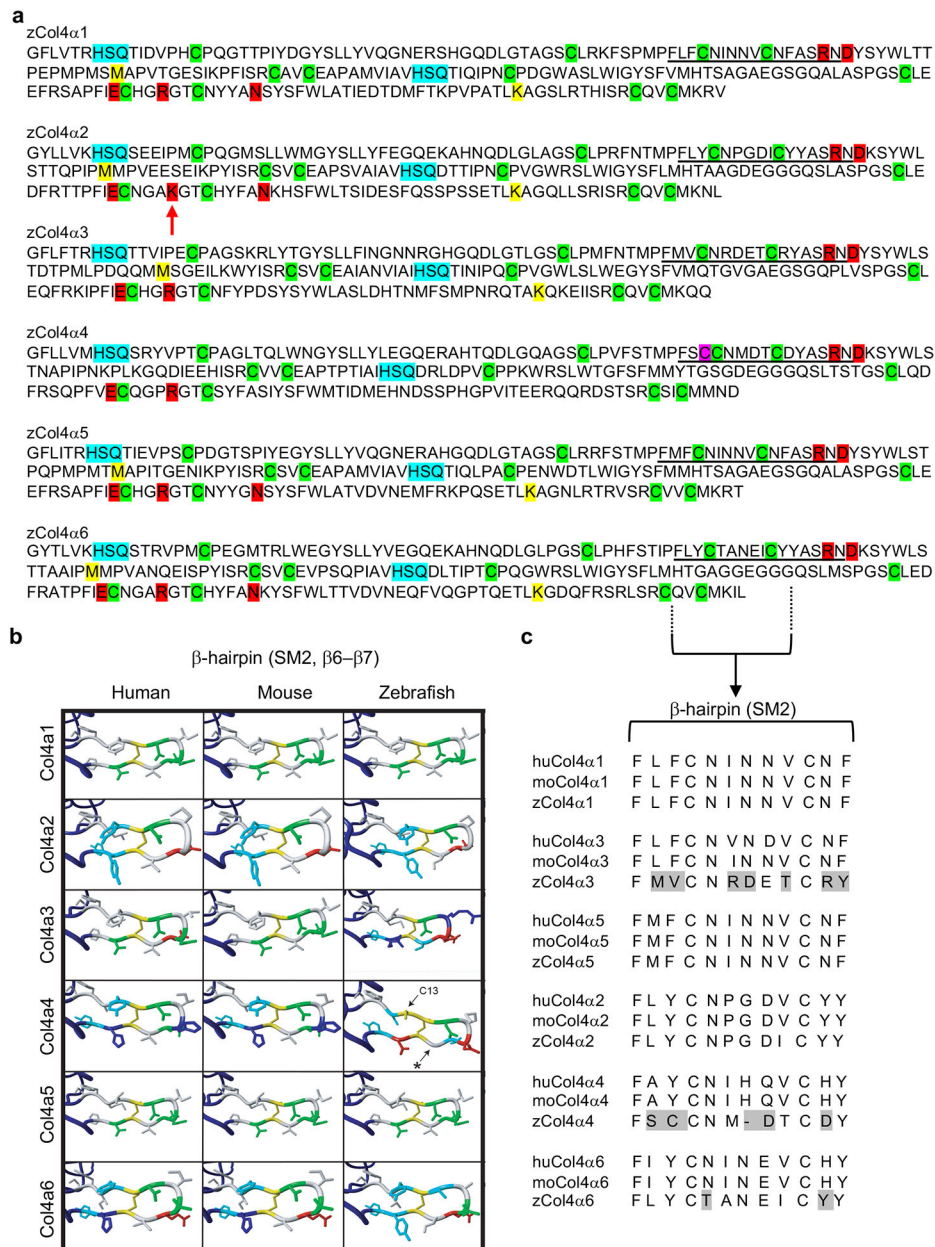 a
zCol4α1
GFLVTRHSQTIDVPHCPQGTTPIYDGYSLLYVQGNERSHGQDLGTAGSCLRKFSPMPFLFCNINNVCNFASRNDYSYWLTT
PEPMPMSMAPVTGESIKPFISRCAVCEAPAMVIAVHSQTIQIPNCPDGWASLWIGYSFVMHTSAGAEGSGQALASPGSCLE
EFRSAPFIECHGRGTCNYYANSYSFWLATIEDTDMFTKPVPATLKAGSLRTHISRCQVCMKRV
zCol4α2
GYLLVKHSQSEEIPMCPQGMSLLWMGYSLLYFEGQEKAHNQDLGLAGSCLPRFNTMPFLYCNPGDICYYASRNDKSYWL
STTQPIPMMPVEESEIKPYISRCSVCEAPSVAIAVHSQDTTIPNCPVGWRSLWIGYSFLMHTAAGDEGGGQSLASPGSCLE
DFRTTPFIECNGAKGTCHYFANKHSFWLTSIDESFQSSPSSETLKAGQLLSRISRCQVCMKNL
zCol4α3
GFLFTRHSQTTVIPECPAGSKRLYTGYSLLFINGNNRGHGQDLGTLGSCLPMFNTMPFMVCNRDETCRYASRNDYSYWLS
TDTPMLPDQQMMSGEILKWYISRCSVCEAIANVIAIHSQTINIPQCPVGWLSLWEGYSFVMQTGVGAEGSGQPLVSPGSCL
EQFRKIPFIECHGRGTCNFYPDSYSYWLASLDHTNMFSMPNRQTAKQKEIISRCQVCMKQQ
zCol4α4
GFLLVMHSQSRYVPTCPAGLTQLWNGYSLLYLEGQERAHTQDLGQAGSCLPVFSTMPFSCCNMDTCDYASRNDKSYWLS
TNAPIPNKPLKGQDIEEHISRCVVCEAPTPTIAIHSQDRLDPVCPPKWRSLWTGFSFMMYTGSGDEGGGQSLTSTGSCLQD
FRSQPFVECQGPRGTCSYFASIYSFWMTIDMEHNDSSPHGPVITEERQQRDSTSRCSICMMND
zCol4α5
GFLITRHSQTIEVPSCPDGTSPIYEGYSLLYVQGNERAHGQDLGTAGSCLRRFSTMPFMFCNINNVCNFASRNDYSYWLST
PQPMPMTMAPITGENIKPYISRCSVCEAPAMVIAVHSQTIQLPACPENWDTLWIGYSFMMHTSAGAEGSGQALASPGSCLE
EFRSAPFIECHGRGTCNYYGNSYSFWLATVDVNEMFRKPQSETLKAGNLRTRVSRCVVCMKRT
zCol4α6
GYTLVKHSQSTRVPMCPEGMTRLWEGYSLLYVEGQEKAHNQDLGLPGSCLPHFSTIPFLYCTANEICYYASRNDKSYWLS
TTAAIPMMPVANQEISPYISRCSVCEVPSQPIAVHSQDLTIPTCPQGWRSLWIGYSFLMHTGAGGEGGGQSLMSPGSCLED
FRATPFIECNGARGTCHYFANKYSFWLTTVDVNEQFVQGPTQETLKGDQFRSRLSRCQVCMKIL
b
β-hairpin (SM2, β6–β7)
Human Mouse Zebrafish
Col4a1
Col4a2
Col4a3
Col4a4
C13
*
Col4a5
Col4a6
c
β-hairpin (SM2)
huCol4α1 F L F C N I N N V C N F
moCol4α1 F L F C N I N N V C N F
zCol4α1 F L F C N I N N V C N F
huCol4α3 F L F C N V N D V C N F
moCol4α3 F L F C N I N N V C N F
zCol4α3 F M V C N R D E T C R Y
huCol4α5 F M F C N I N N V C N F
moCol4α5 F M F C N I N N V C N F
zCol4α5 F M F C N I N N V C N F
huCol4α2 F L Y C N P G D V C Y Y
moCol4α2 F L Y C N P G D V C Y Y
zCol4α2 F L Y C N P G D I C Y Y
huCol4α4 F A Y C N I H Q V C H Y
moCol4α4 F A Y C N I H Q V C H Y
zCol4α4 F S C C N M - D T C D Y
huCol4α6 F I Y C N I N E V C H Y
moCol4α6 F I Y C N I N E V C H Y
zCol4α6 F L Y C T A N E I C Y Y